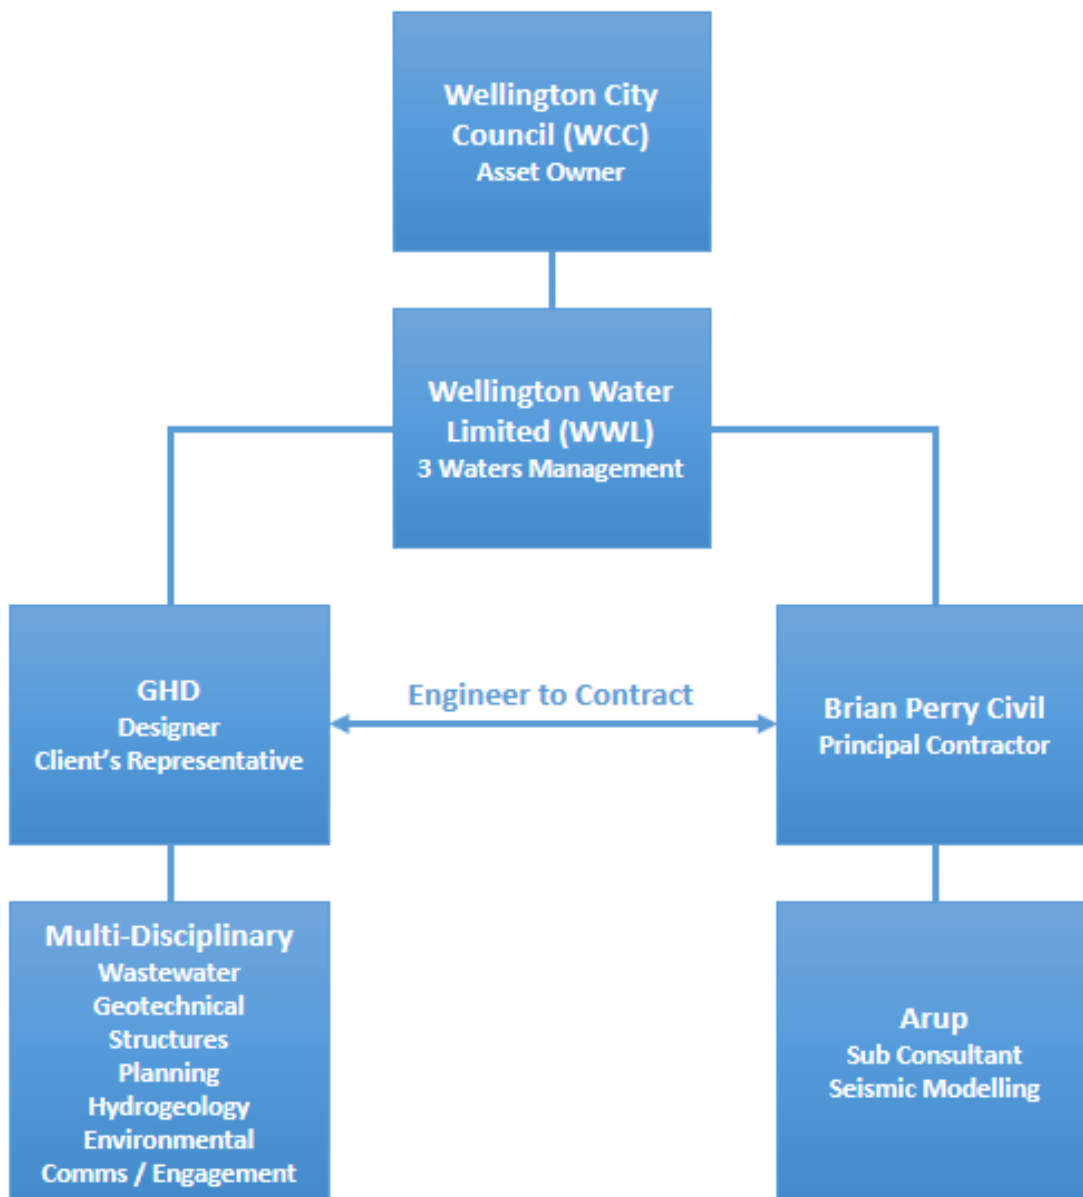 Wellington City
Council (WCC)
Asset Owner
Wellington Water
Limited (WWL)
3 Waters Management
GHD
Designer
Client's Representative
Engineer to Contract
Brian Perry Civil
Principal Contractor
Multi-Disciplinary
Wastewater
Geotechnical
Structures
Planning
Hydrogeology
Environmental
Comms / Engagement
Arup
Sub Consultant
Seismic Modelling